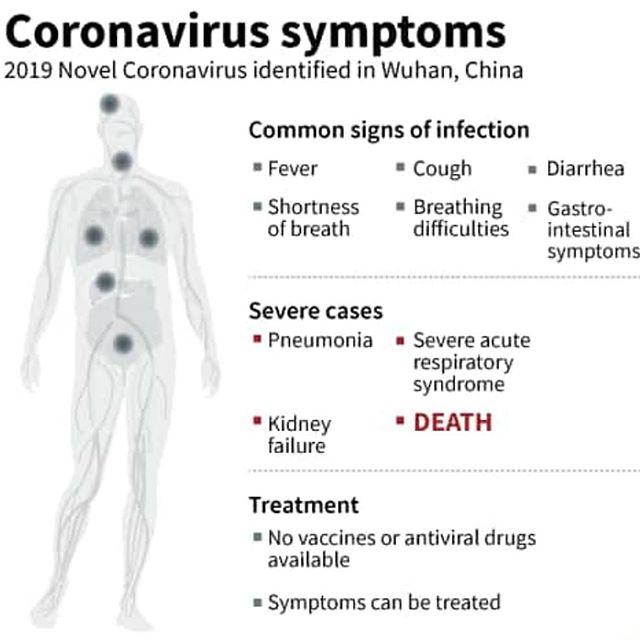 Coronavirus symptoms
2019 Novel Coronavirus identified in Wuhan, China
Common signs of infection
Fever
Cough
Diarrhea
Shortness
of breath
Breathing
difficulties
Gastro-
intestinal
symptoms
Severe cases
Pneumonia
Severe acute
respiratory
syndrome
Kidney
failure
DEATH
Treatment
No vaccines or antiviral drugs
available
Symptoms can be treated